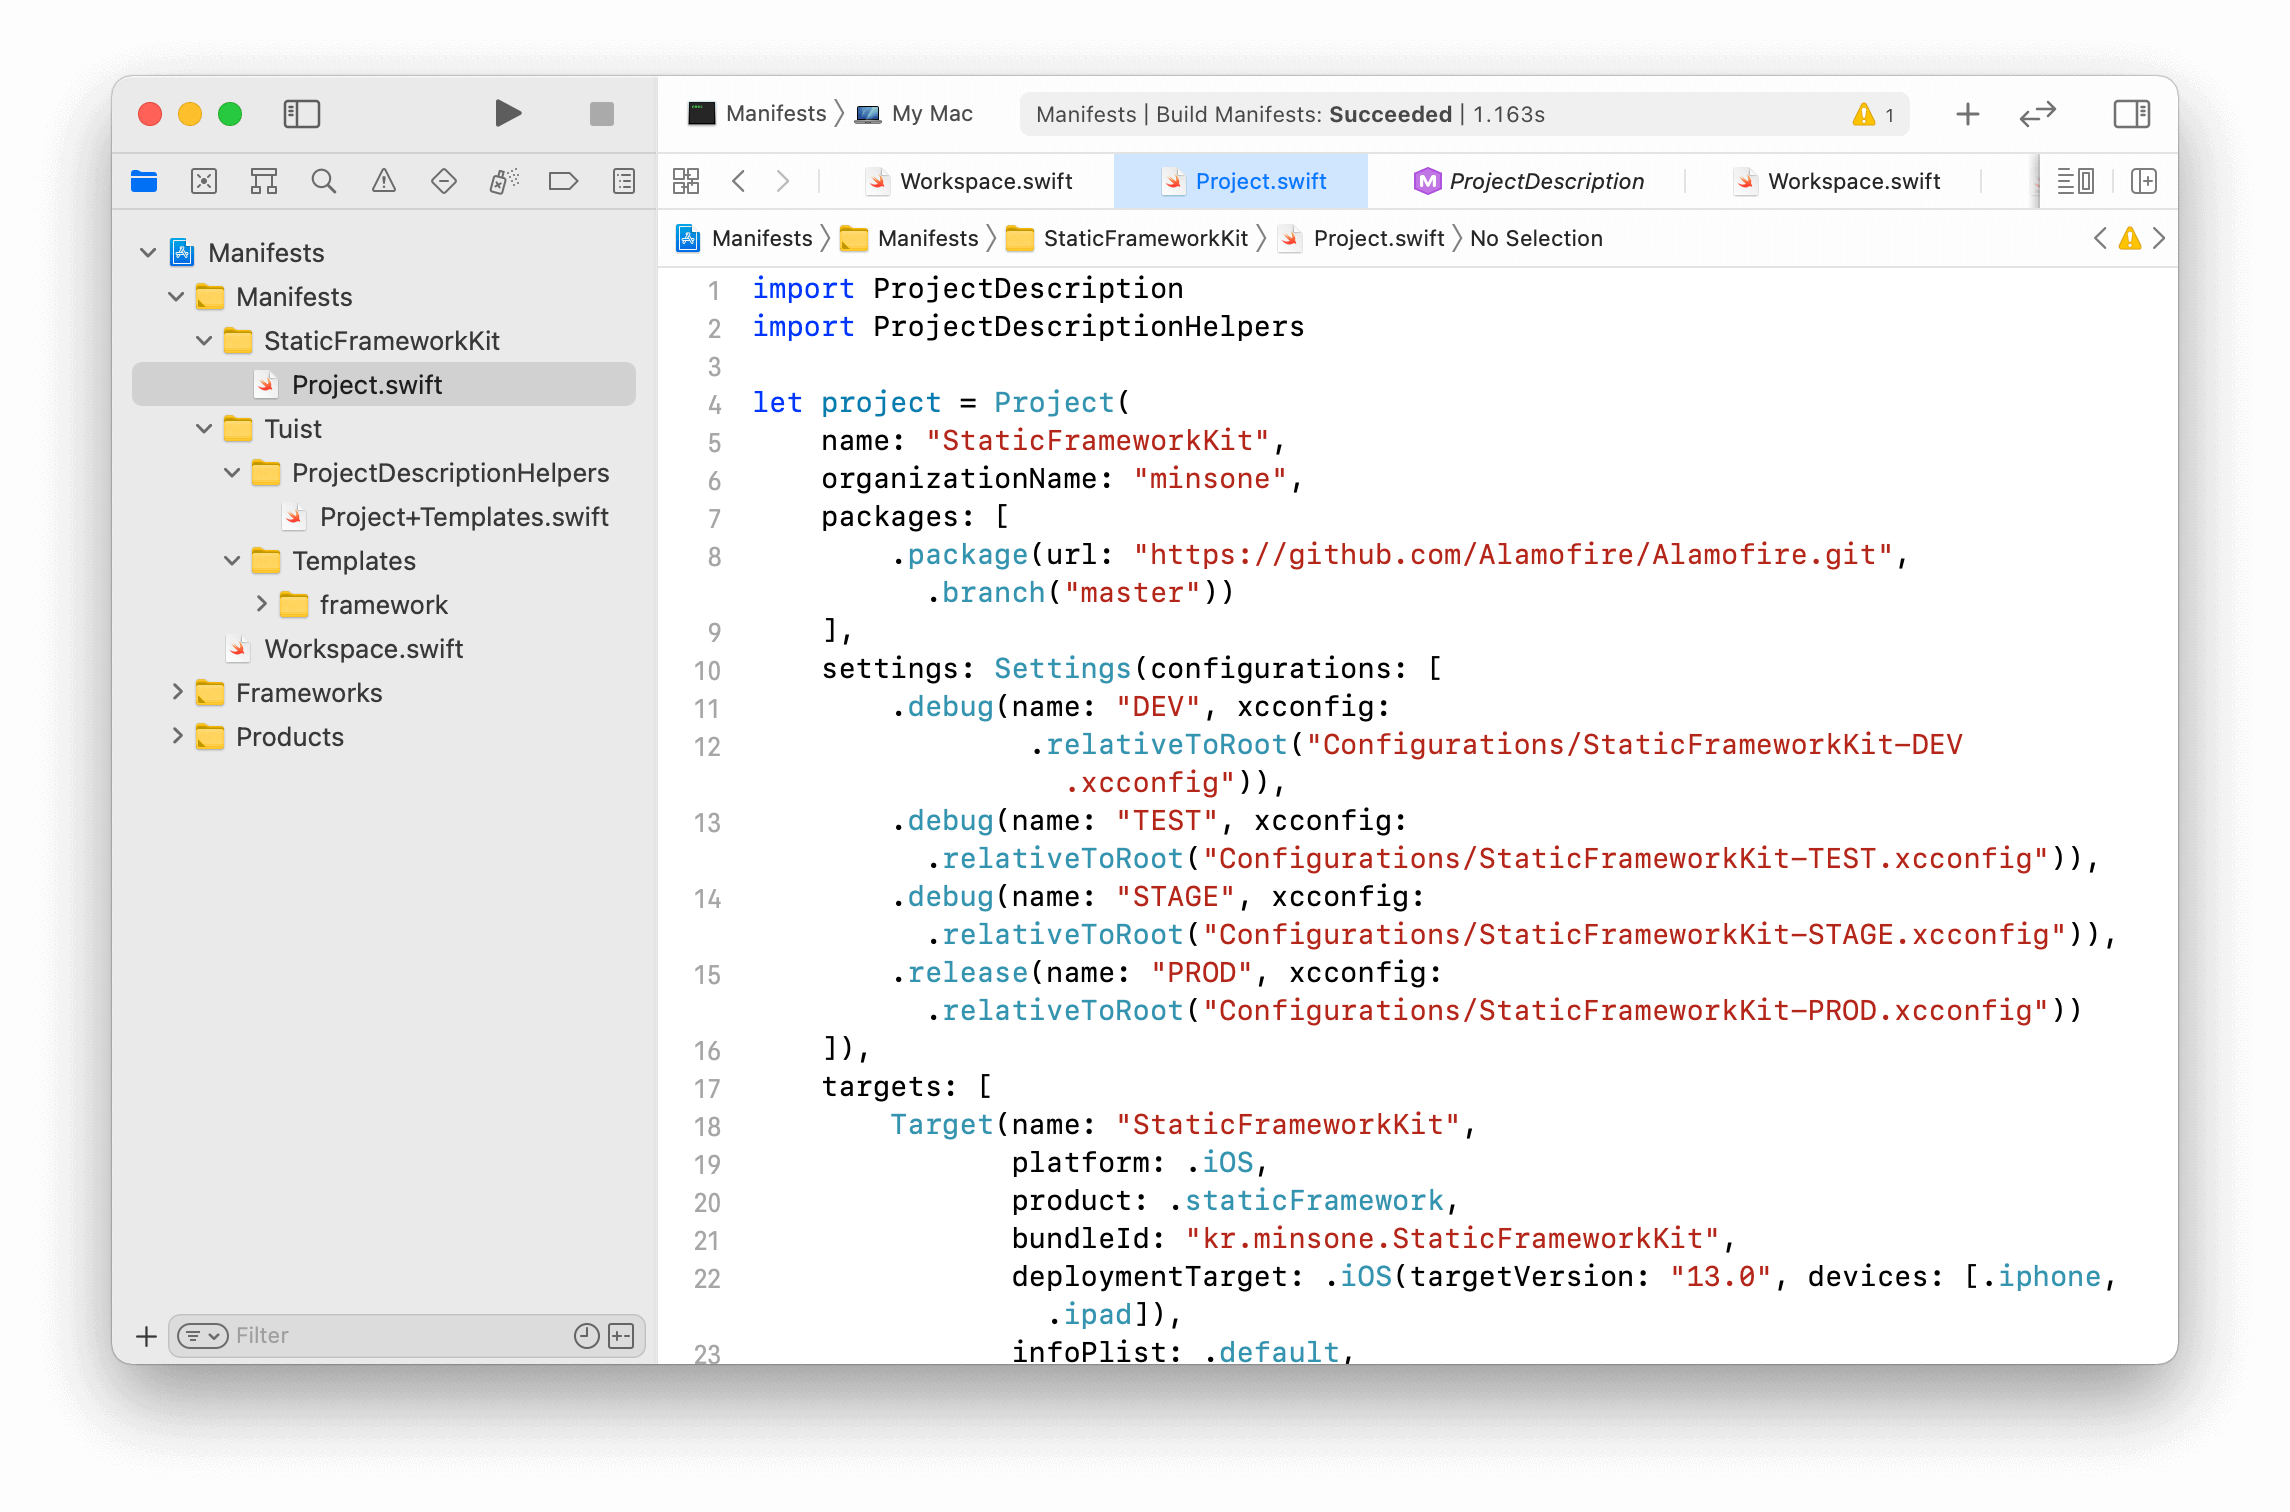 Manifests My Mac
Manifests | Build Manifests: Succeeded | 1.163s
1
Workspace.swift
Project.swift
M ProjectDescription
Workspace.swift
Manifests Manifests StaticFrameworkKit Project.swift No Selection
Manifests
Manifests
StaticFrameworkKit
Project.swift
Tuist
ProjectDescriptionHelpers
Project+Templates.swift
Templates
framework
Workspace.swift
Frameworks
Products
Filter
1 import ProjectDescription
2 import ProjectDescriptionHelpers
3
4 let project = Project(
5 name: "StaticFrameworkKit",
6 organizationName: "minsone",
7 packages: [
8 .package(url: "https://github.com/Alamofire/Alamofire.git",
.branch("master"))
9 ],
10 settings: Settings(configurations: [
11 .debug(name: "DEV", xcconfig:
12 .relativeToRoot("Configurations/StaticFrameworkKit-DEV
.xcconfig")),
13 .debug(name: "TEST", xcconfig:
.relativeToRoot("Configurations/StaticFrameworkKit-TEST.xcconfig")),
14 .debug(name: "STAGE", xcconfig:
.relativeToRoot("Configurations/StaticFrameworkKit-STAGE.xcconfig")),
15 .release(name: "PROD", xcconfig:
.relativeToRoot("Configurations/StaticFrameworkKit-PROD.xcconfig"))
16 ]),
17 targets: [
18 Target(name: "StaticFrameworkKit",
19 platform: .iOS,
20 product: .staticFramework,
21 bundleId: "kr.minsone.StaticFrameworkKit",
22 deploymentTarget: .iOS(targetVersion: "13.0", devices: [.iphone,
.ipad]),
23 infoPlist: .default,